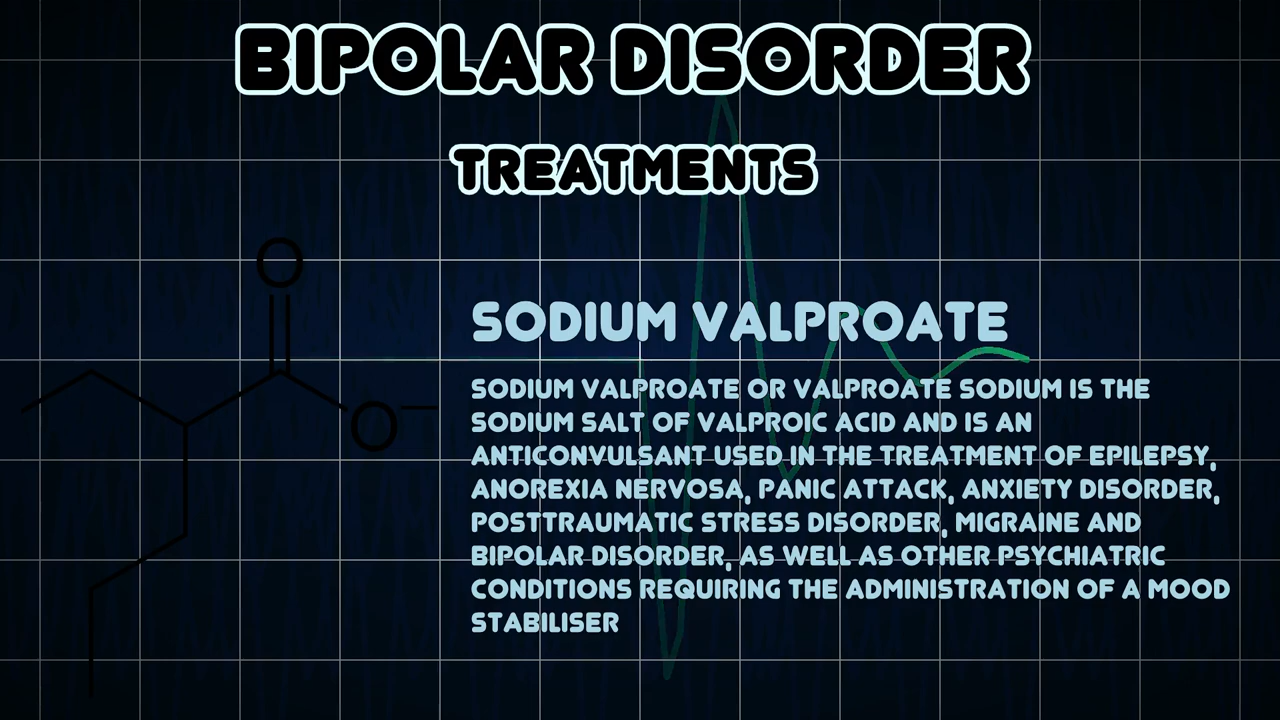 BIPOLAR DISORDER
TREATMENTS
O
O−
SODIUM VALPROATE
SODIUM VALPROATE OR VALPROATE SODIUM IS THE
SODIUM SALT OF VALPROIC ACID AND IS AN
ANTICONVULSANT USED IN THE TREATMENT OF EPILEPSY,
ANOREXIA NERVOSA, PANIC ATTACK, ANXIETY DISORDER,
POSTTRAUMATIC STRESS DISORDER, MIGRAINE AND
BIPOLAR DISORDER, AS WELL AS OTHER PSYCHIATRIC
CONDITIONS REQUIRING THE ADMINISTRATION OF A MOOD
STABILISER